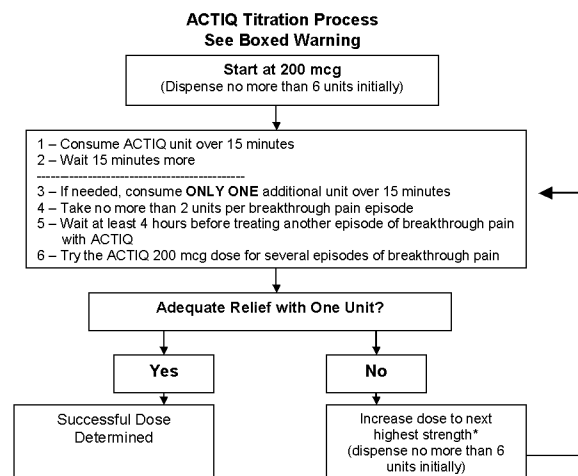 ACTIQ Titration Process
See Boxed Warning
Start at 200 mcg
(Dispense no more than 6 units initially)
1 – Consume ACTIQ unit over 15 minutes
2 – Wait 15 minutes more
--------------------------------------------
3 – If needed, consume ONLY ONE additional unit over 15 minutes
4 – Take no more than 2 units per breakthrough pain episode
5 – Wait at least 4 hours before treating another episode of breakthrough pain
with ACTIQ
6 – Try the ACTIQ 200 mcg dose for several episodes of breakthrough pain
Adequate Relief with One Unit?
Yes
No
Successful Dose
Determined
Increase dose to next
highest strength*
(dispense no more than 6
units initially)